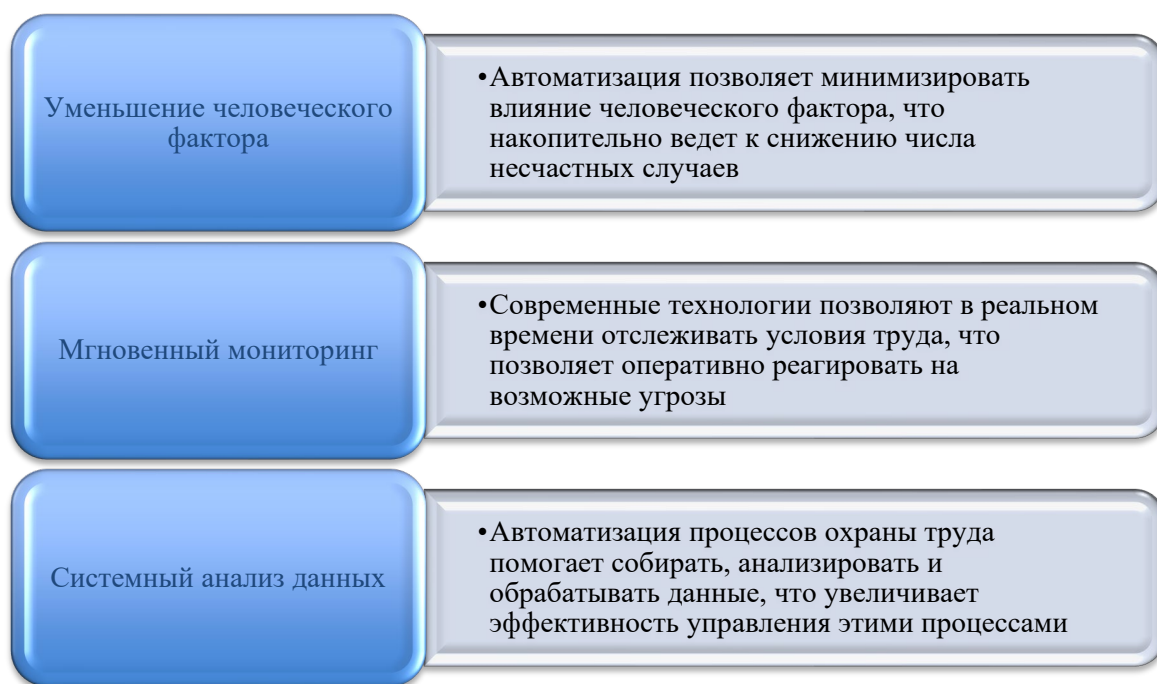 Уменьшение человеческого
фактора
•Автоматизация позволяет минимизировать
влияние человеческого фактора, что
накопительно ведет к снижению числа
несчастных случаев
Мгновенный мониторинг
•Современные технологии позволяют в реальном
времени отслеживать условия труда, что
позволяет оперативно реагировать на
возможные угрозы
Системный анализ данных
•Автоматизация процессов охраны труда
помогает собирать, анализировать и
обрабатывать данные, что увеличивает
эффективность управления этими процессами